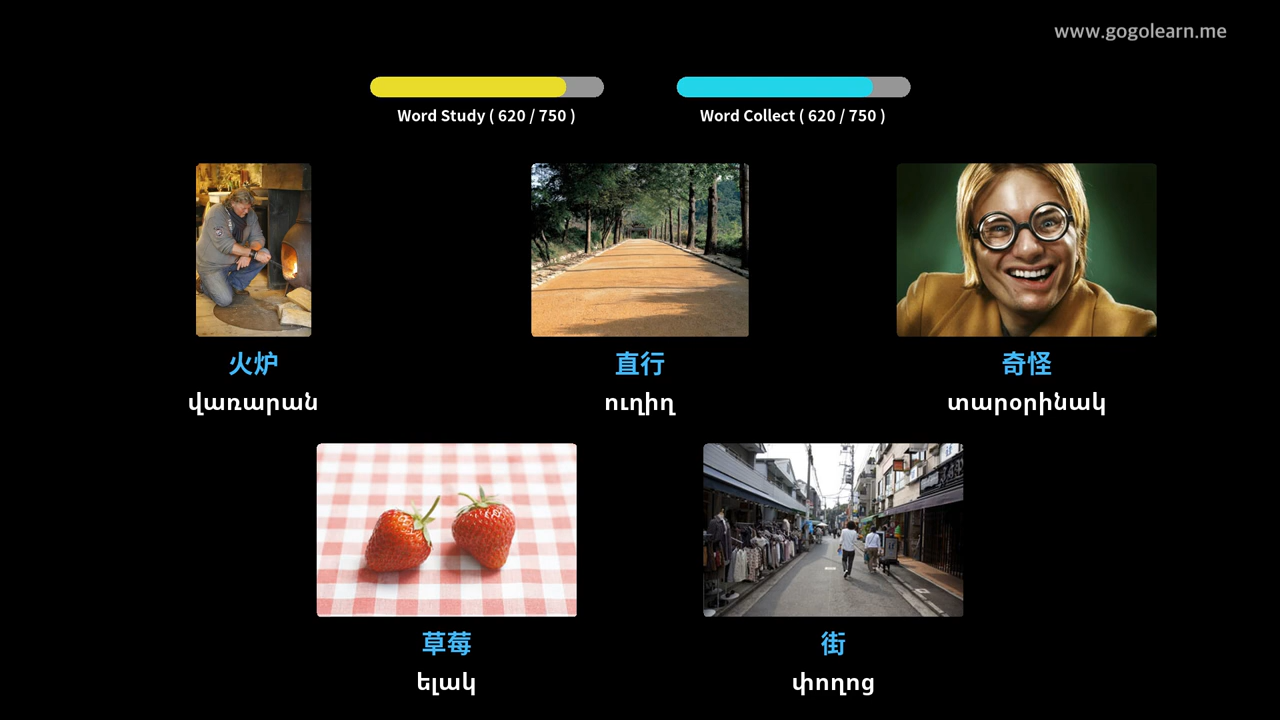 www.gogolearn.me
Word Study ( 620 / 750 )
Word Collect ( 620 / 750 )
火炉
վառարան
直行
ուղիղ
奇怪
տարօրինակ
草莓
ելակ
街
փողոց